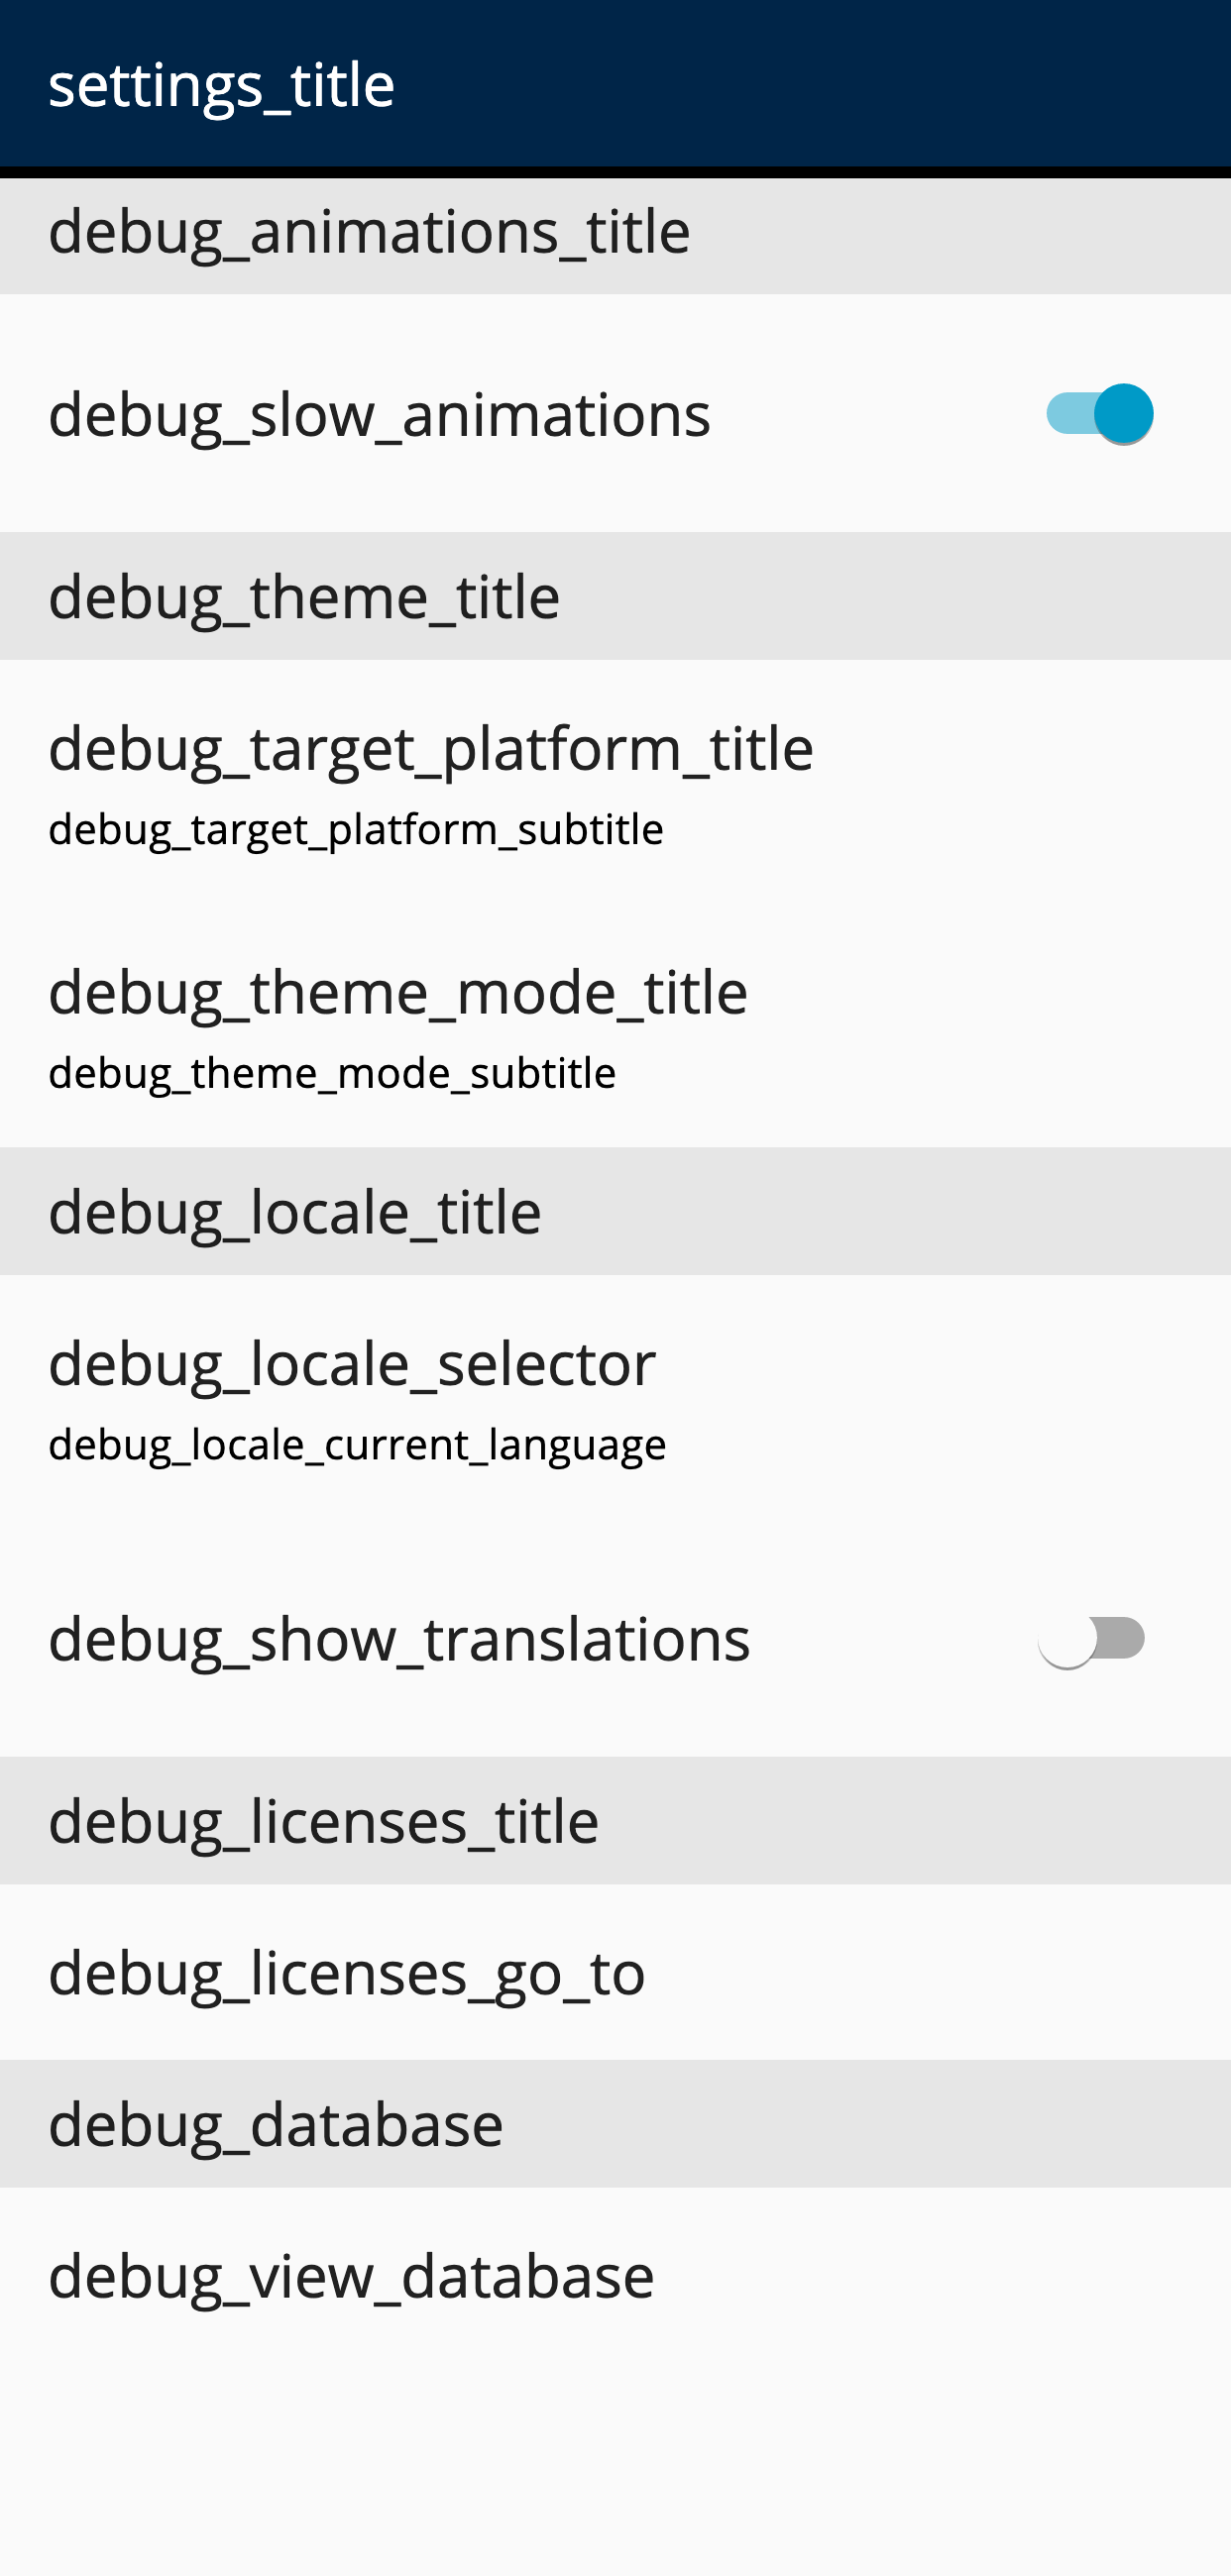 settings_title
debug_animations_title
debug_slow_animations
debug_theme_title
debug_target_platform_title
debug_target_platform_subtitle
debug_theme_mode_title
debug_theme_mode_subtitle
debug_locale_title
debug_locale_selector
debug_locale_current_language
debug_show_translations
debug_licenses_title
debug_licenses_go_to
debug_database
debug_view_database